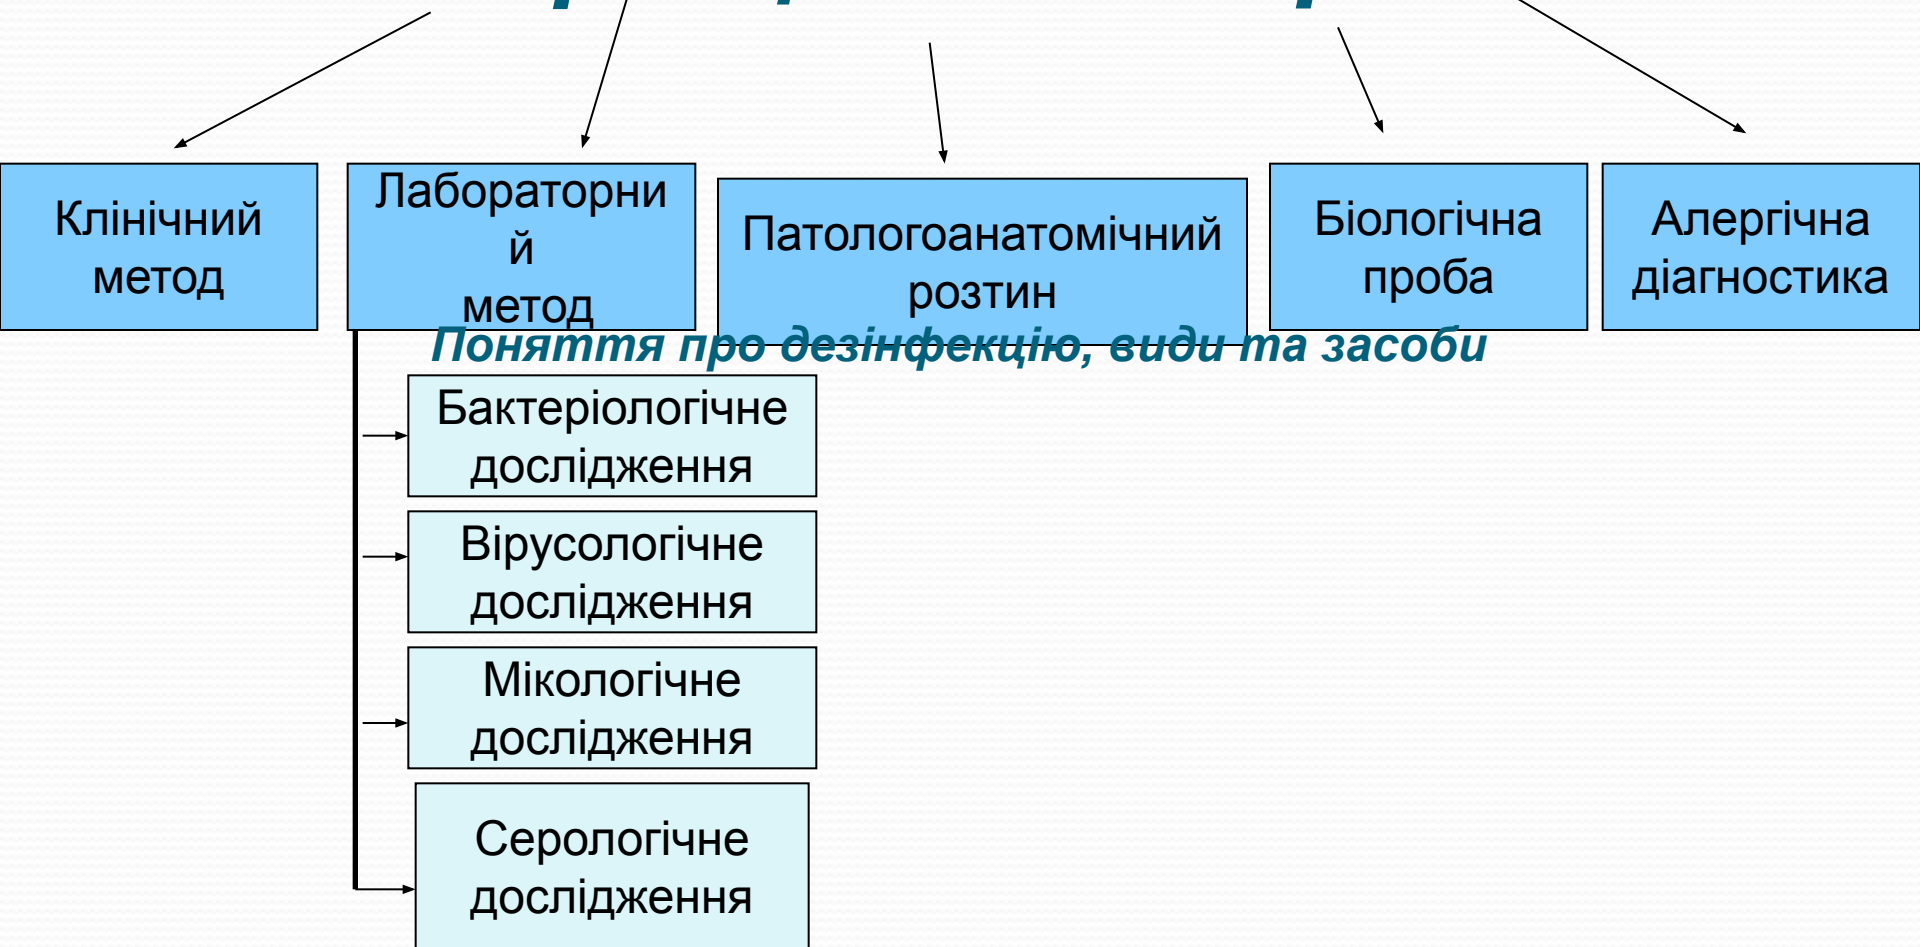 Клінічний
метод
Лабораторни
й
метод
Патологоанатомічний
розтин
Біологічна
проба
Алергічна
діагностика
Поняття про дезінфекцію, види та засоби
Бактеріологічне
дослідження
Вірусологічне
дослідження
Мікологічне
дослідження
Серологічне
дослідження